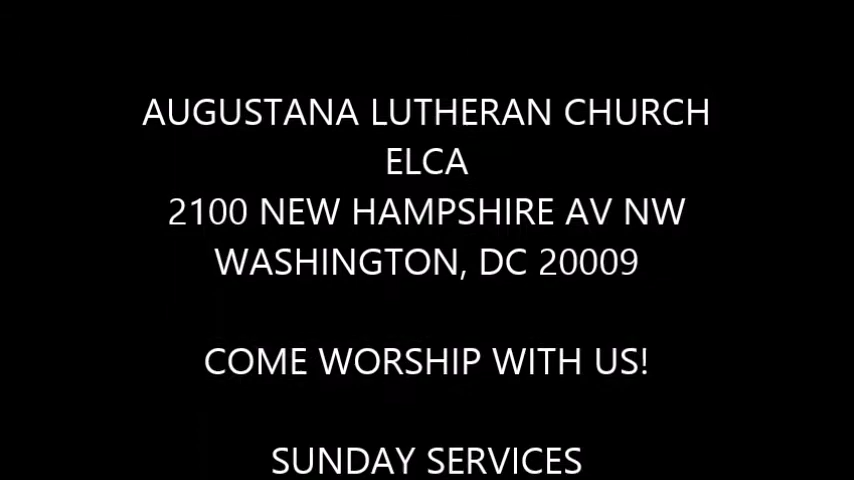 AUGUSTANA LUTHERAN CHURCH
ELCA
2100 NEW HAMPSHIRE AV NW
WASHINGTON, DC 20009
COME WORSHIP WITH US!
SUNDAY SERVICES